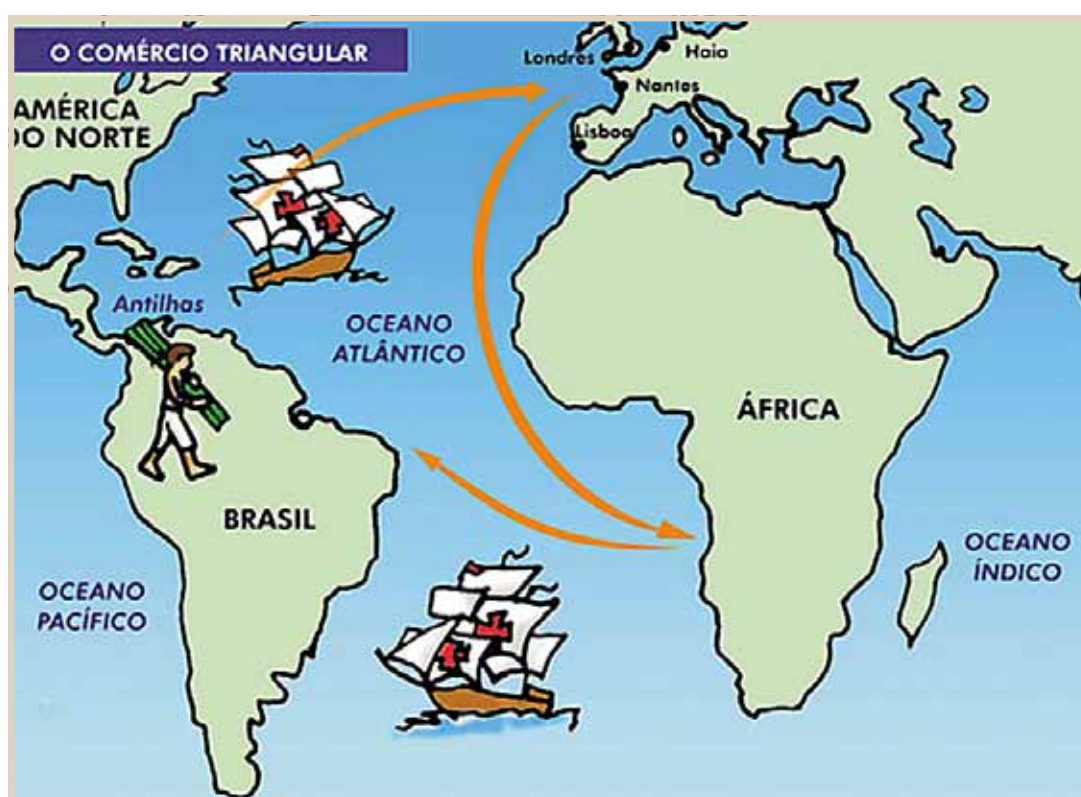 O COMÉRCIO TRIANGULAR
AMÉRICA
DO NORTE
Londres
Haia
Nantes
Lisboa
Antilhas
OCEANO
ATLÂNTICO
ÁFRICA
BRASIL
OCEANO
PACÍFICO
OCEANO
ÍNDICO